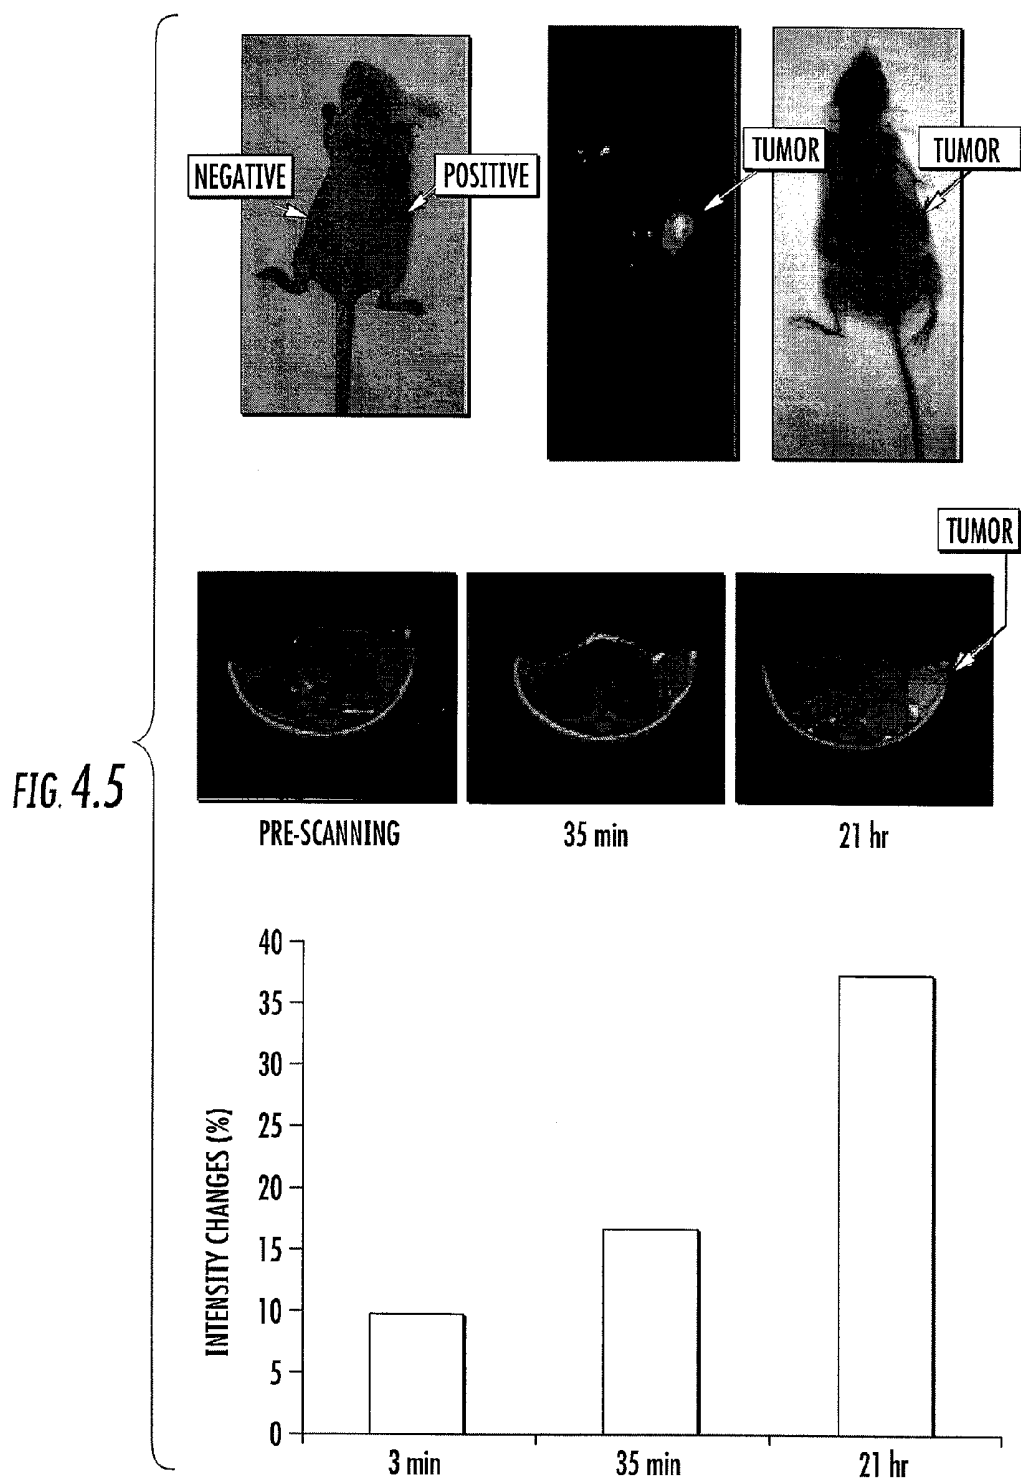 NEGATIVE
POSITIVE
TUMOR
TUMOR
TUMOR
FIG. 4.5
PRE-SCANNING
35 min
21 hr
INTENSITY CHANGES (%)
40
35
30
25
20
15
10
5
0
3 min
35 min
21 hr